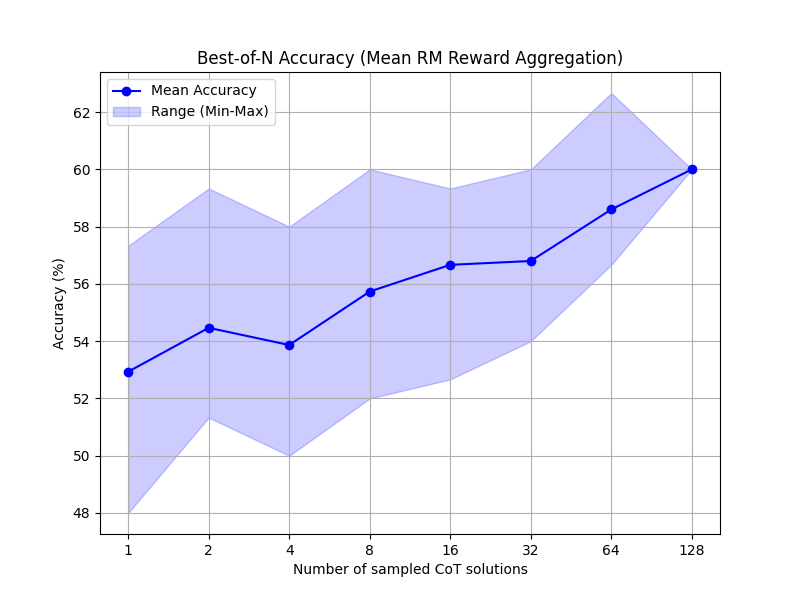 Best-of-N Accuracy (Mean RM Reward Aggregation)
Mean Accuracy
Range (Min-Max)
Accuracy (%)
62
60
58
56
54
52
50
48
1 2 4 8 16 32 64 128
Number of sampled CoT solutions